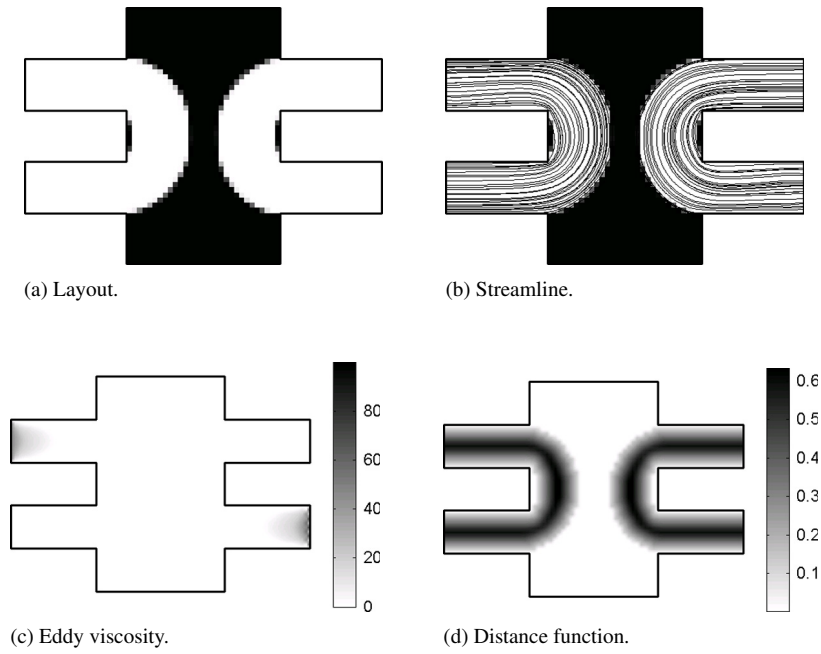 (a) Layout.
(b) Streamline.
80
60
40
20
0
(c) Eddy viscosity.
0.6
0.5
0.4
0.3
0.2
0.1
(d) Distance function.